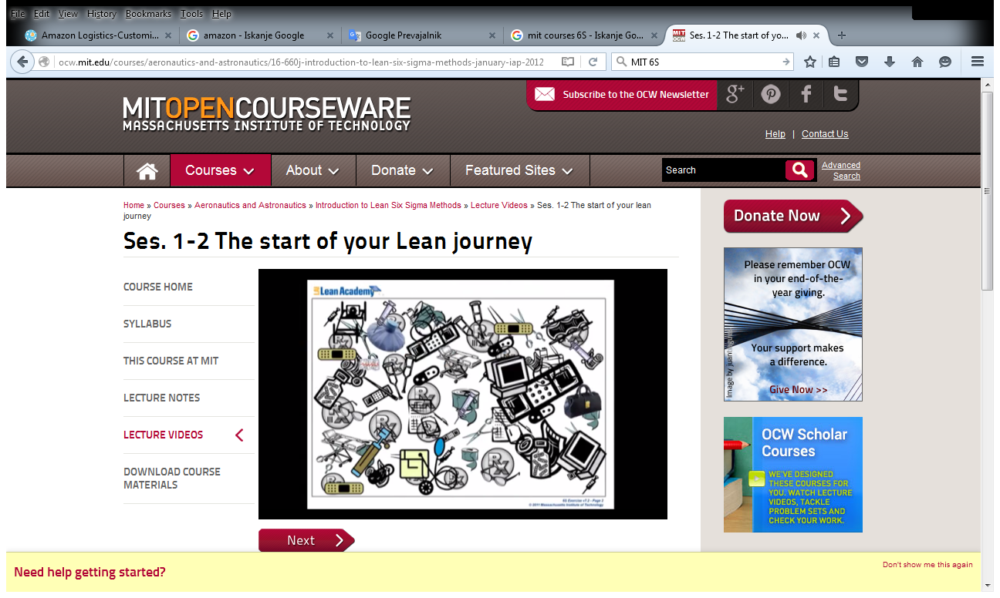 File Edit View History Bookmarks Tools Help
Amazon Logistics-Customi... ×
amazon - Iskanje Google ×
Google Prevajalnik ×
mit courses 6S - Iskanje Go... ×
Ses. 1-2 The start of yo... ×
ocw.mit.edu/courses/aeronautics-and-astronautics/16-660j-introduction-to-lean-six-sigma-methods-january-iap-2012
MIT 6S
MITOPENCOURSEWARE
MASSACHUSETTS INSTITUTE OF TECHNOLOGY
Subscribe to the OCW Newsletter
Help | Contact Us
Courses
About
Donate
Featured Sites
Search
Advanced
Search
Home » Courses » Aeronautics and Astronautics » Introduction to Lean Six Sigma Methods » Lecture Videos » Ses. 1-2 The start of your lean
journey
Ses. 1-2 The start of your Lean journey
COURSE HOME
SYLLABUS
THIS COURSE AT MIT
LECTURE NOTES
LECTURE VIDEOS
DOWNLOAD COURSE
MATERIALS
Lean Academy
6S Exercise v7.2 - Page 2
© 2011 Massachusetts Institute of Technology
Next
Donate Now
Please remember OCW
in your end-of-the-
year giving.
Your support makes
a difference.
Give Now >>
OCW Scholar
Courses
WE'VE DESIGNED
THESE COURSES FOR
YOU. WATCH LECTURE
VIDEOS, TACKLE
PROBLEM SETS AND
CHECK YOUR WORK.
Need help getting started?
Don't show me this again